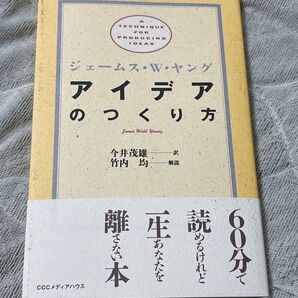 A
TECHNIQUE
FOR
PRODUCING
IDEAS
ジェームス・W・ヤング
アイデア
のつくり方
James Webb Young
今井茂雄――訳
竹内 均――解説
60分で
読めるけれど
一生あなたを
離さない本
CCCメディアハウス